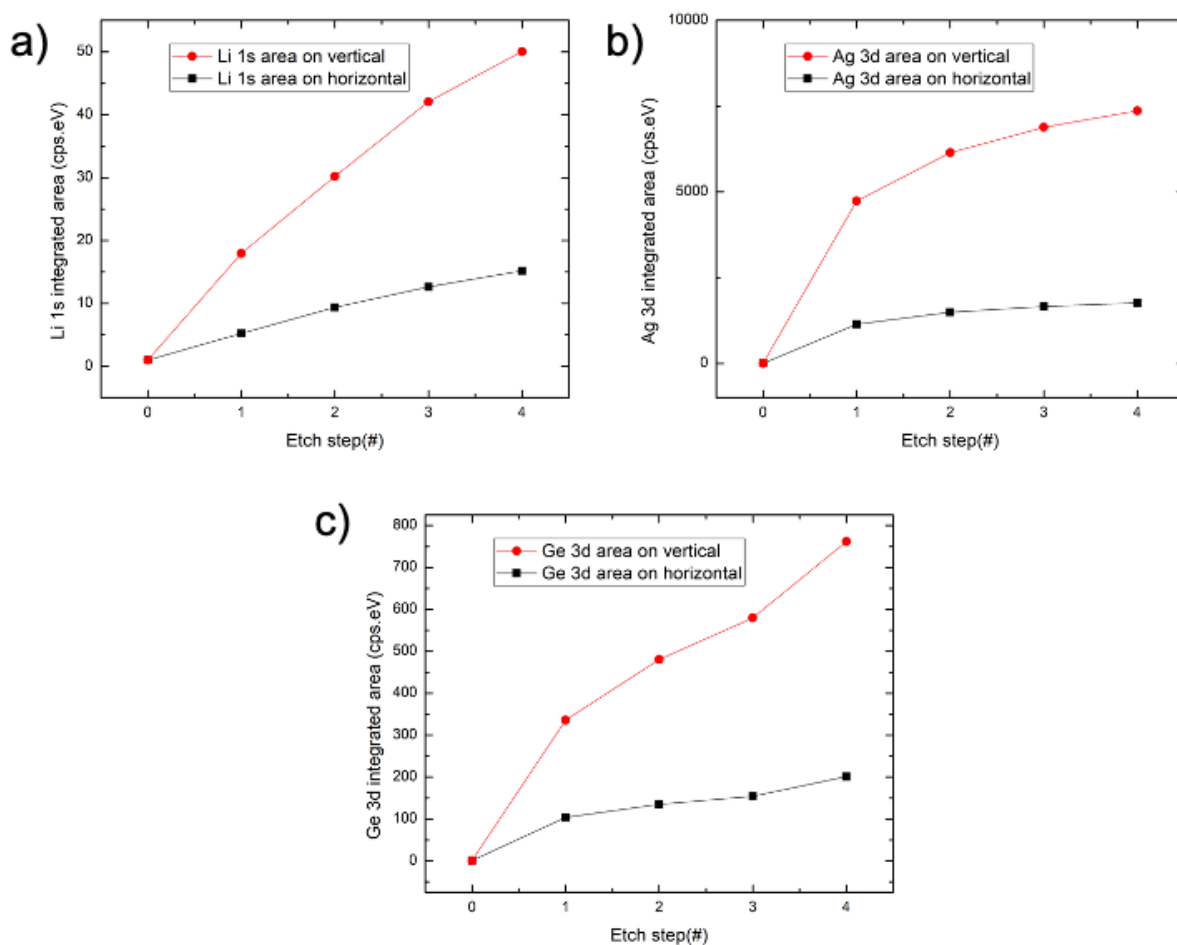 a)
Li 1s area on vertical
Li 1s area on horizontal
Li 1s integrated area (cps.eV)
50
40
30
20
10
0
0 1 2 3 4
Etch step(#)
b)
Ag 3d area on vertical
Ag 3d area on horizontal
Ag 3d integrated area (cps.eV)
10000
5000
0
0 1 2 3 4
Etch step(#)
c)
Ge 3d area on vertical
Ge 3d area on horizontal
Ge 3d integrated area (cps.eV)
800
700
600
500
400
300
200
100
0
0 1 2 3 4
Etch step(#)